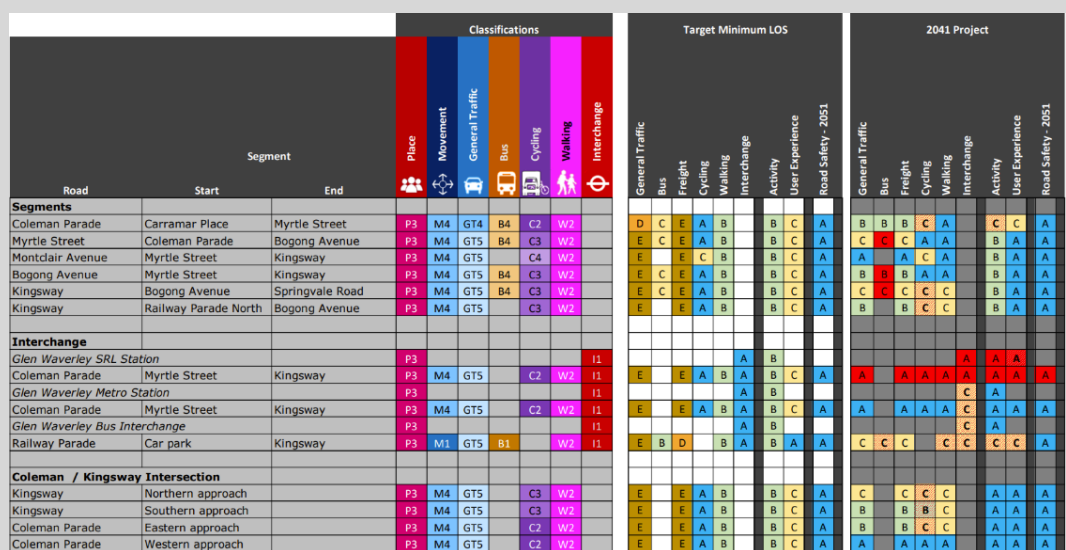 Classifications Target Minimum LOS 2041 Project
Segment
Road Start End Place Movement General Traffic Bus Cycling Walking Interchange General Traffic Bus Freight Cycling Walking Interchange Activity User Experience Road Safety - 2051 General Traffic Bus Freight Cycling Walking Interchange Activity User Experience Road Safety - 2051
Segments
Coleman Parade Carramar Place Myrtle Street P3 M4 GT4 B4 C2 W2 D C E A B B C A B B B C A C C A
Myrtle Street Coleman Parade Bogong Avenue P3 M4 GT5 B4 C3 W2 E C E A B B C A C C C A A B A A
Montclair Avenue Myrtle Street Kingsway P3 M4 GT5 C4 W2 E E C B B C A A A C A B A A
Bogong Avenue Myrtle Street Kingsway P3 M4 GT5 B4 C3 W2 E C E A B B C A B B B A A B A A
Kingsway Bogong Avenue Springvale Road P3 M4 GT5 B4 C3 W2 E C E A B B C A C C C C C B A A
Kingsway Railway Parade North Bogong Avenue P3 M4 GT5 C3 W2 E E A B B C A B B C C B A A
Interchange
Glen Waverley SRL Station P3 I1 A B A A A
Coleman Parade Myrtle Street Kingsway P3 M4 GT5 C2 W2 I1 E E A B A B C A A A A A A A A A
Glen Waverley Metro Station P3 I1 A B C A
Coleman Parade Myrtle Street Kingsway P3 M4 GT5 C2 W2 I1 E E A B A B C A A A A A C A A A
Glen Waverley Bus Interchange P3 I1 A B C A
Railway Parade Car park Kingsway P3 M1 GT5 B1 W2 I1 E B D B A B A A C C C C C C C A
Coleman / Kingsway Intersection
Kingsway Northern approach P3 M4 GT5 C3 W2 E E A B B C A C C C C A A A
Kingsway Southern approach P3 M4 GT5 C3 W2 E E A B B C A B B B C A A A
Coleman Parade Eastern approach P3 M4 GT5 C2 W2 E E A B B C A B B C C A A A
Coleman Parade Western approach P3 M4 GT5 C2 W2 E E A B B C A A A A A A A A